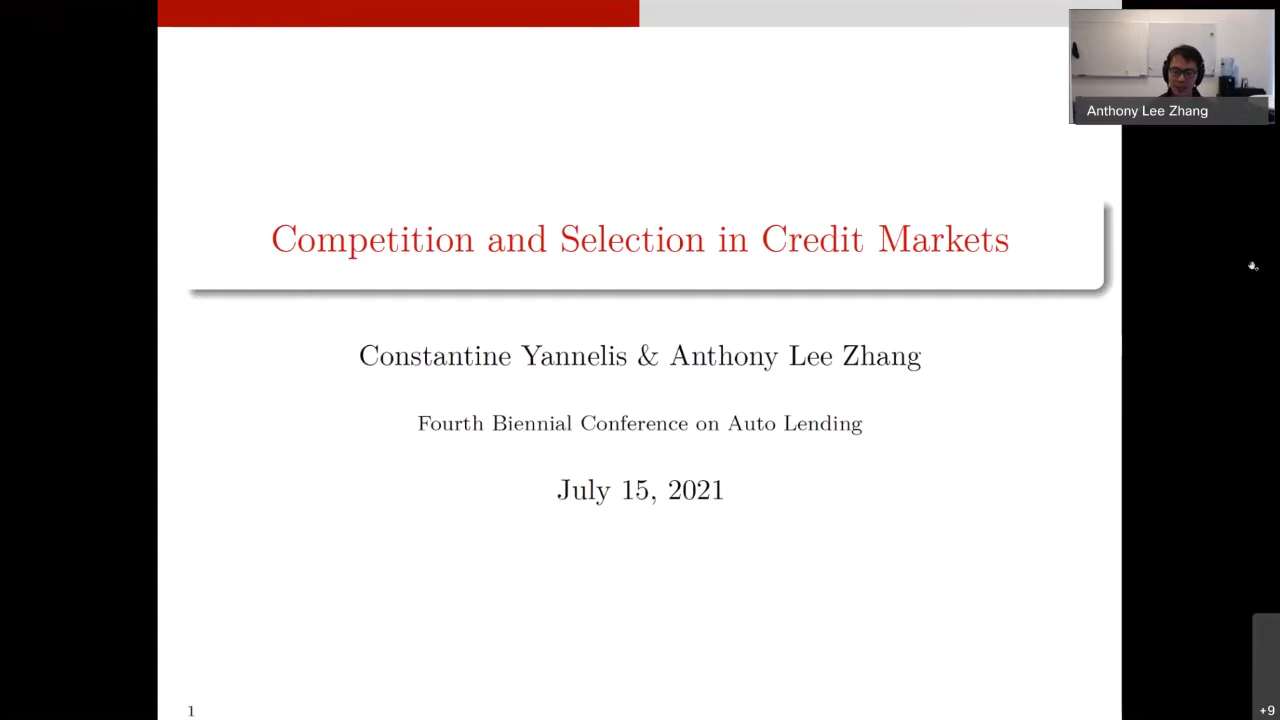 Anthony Lee Zhang
Competition and Selection in Credit Markets
Constantine Yannelis & Anthony Lee Zhang
Fourth Biennial Conference on Auto Lending
July 15, 2021
1
+9